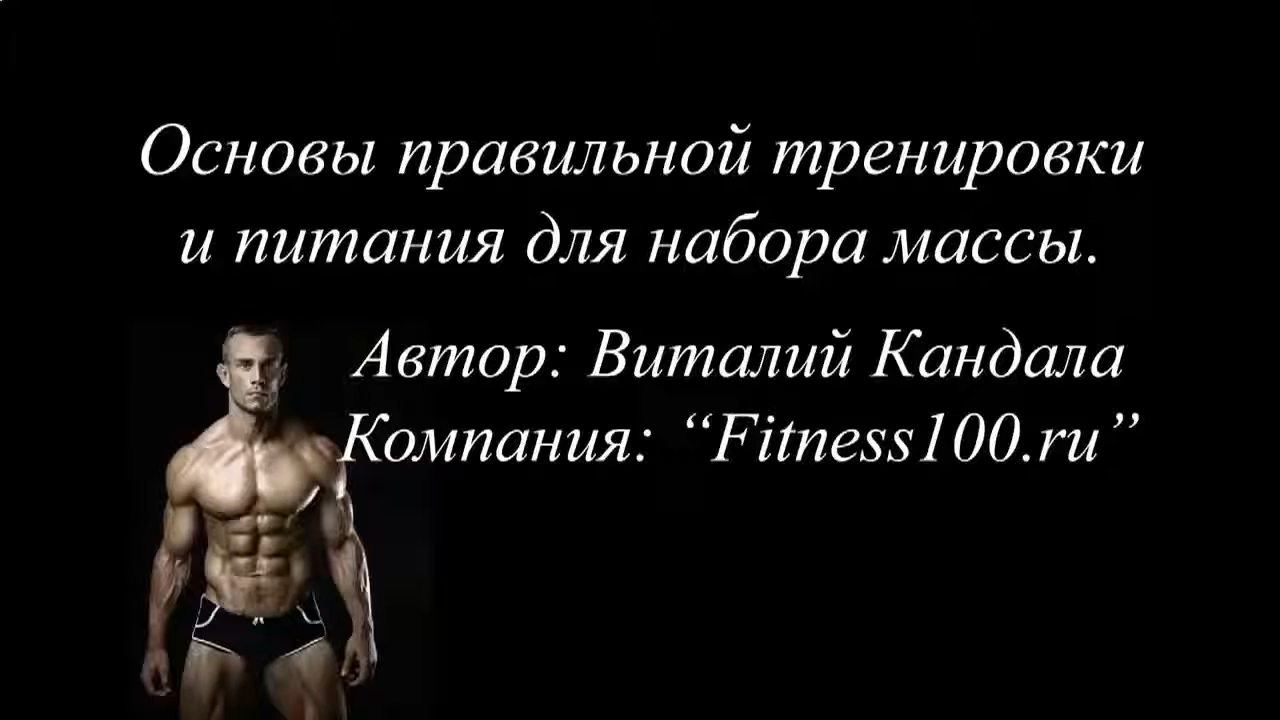 Основы правильной тренировки
и питания для набора массы.
Автор: Виталий Кандала
Компания: “Fitness100.ru”